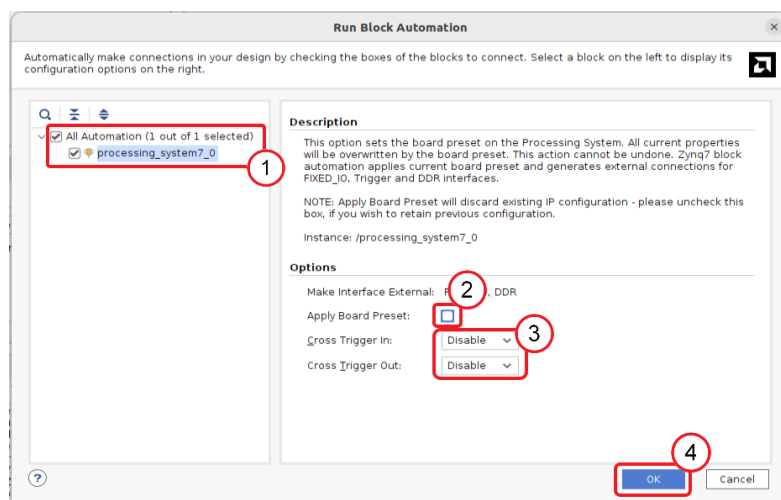 Run Block Automation
Automatically make connections in your design by checking the boxes of the blocks to connect. Select a block on the left to display its
configuration options on the right.
All Automation (1 out of 1 selected)
processing_system7_0
1
Description
This option sets the board preset on the Processing System. All current properties
will be overwritten by the board preset. This action cannot be undone. Zynq7 block
automation applies current board preset and generates external connections for
FIXED_IO, Trigger and DDR interfaces.
NOTE: Apply Board Preset will discard existing IP configuration - please uncheck this
box, if you wish to retain previous configuration.
Instance: /processing_system7_0
Options
Make Interface External: 2 , DDR
Apply Board Preset:
Cross Trigger In: Disable 3
Cross Trigger Out: Disable
4
? OK Cancel